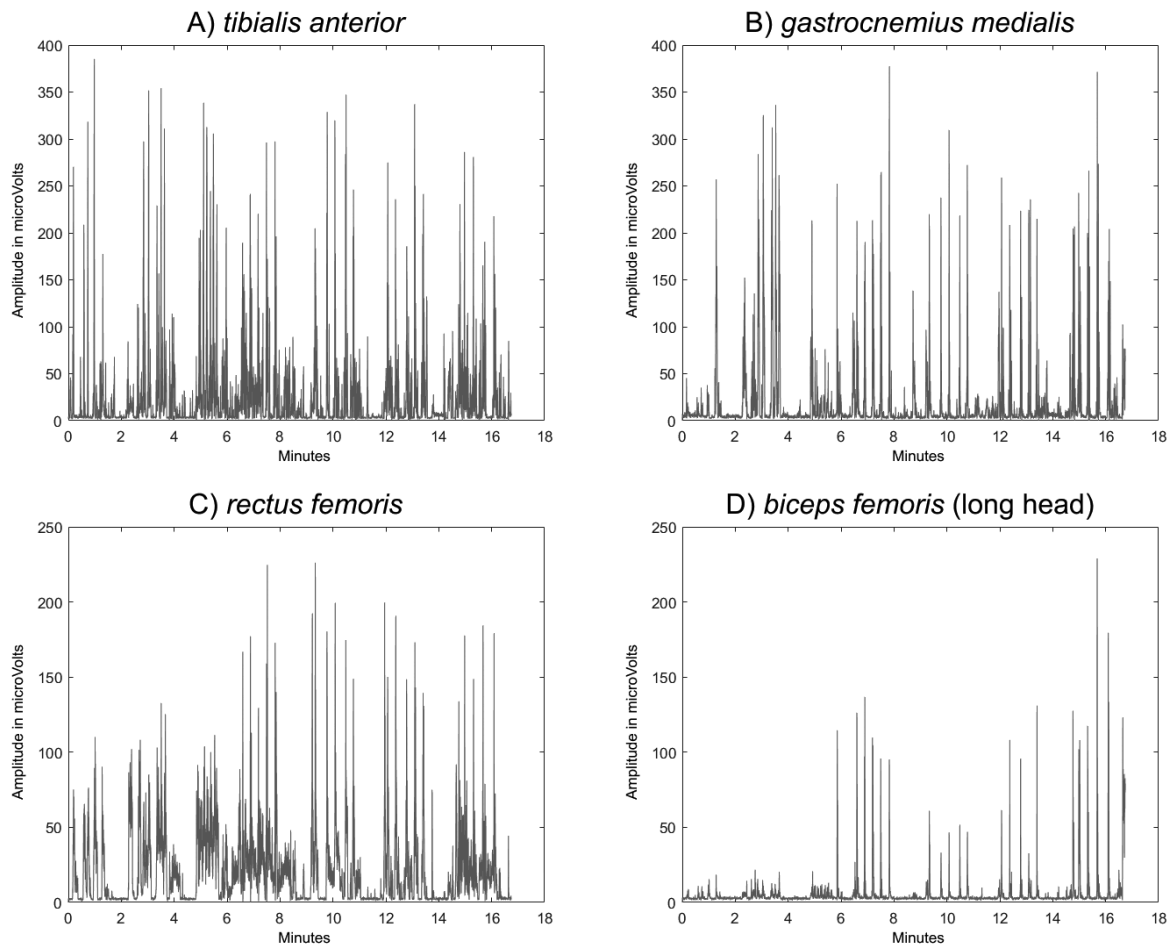 A) tibialis anterior
400
350
300
250
200
150
100
50
0
Amplitude in microVolts
0 2 4 6 8 10 12 14 16 18
Minutes
B) gastrocnemius medialis
400
350
300
250
200
150
100
50
0
Amplitude in microVolts
0 2 4 6 8 10 12 14 16 18
Minutes
C) rectus femoris
250
200
150
100
50
0
Amplitude in microVolts
0 2 4 6 8 10 12 14 16 18
Minutes
D) biceps femoris (long head)
250
200
150
100
50
0
Amplitude in microVolts
0 2 4 6 8 10 12 14 16 18
Minutes